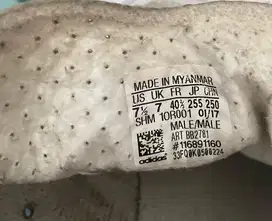 MADE IN MYANMAR
US UK FR JP CHN
7½ 7 40⅔ 255 250
SHM 10R001 01/17
MALE/MALE
ART BB2781
#116891160
adidas 33FQ0K0500224